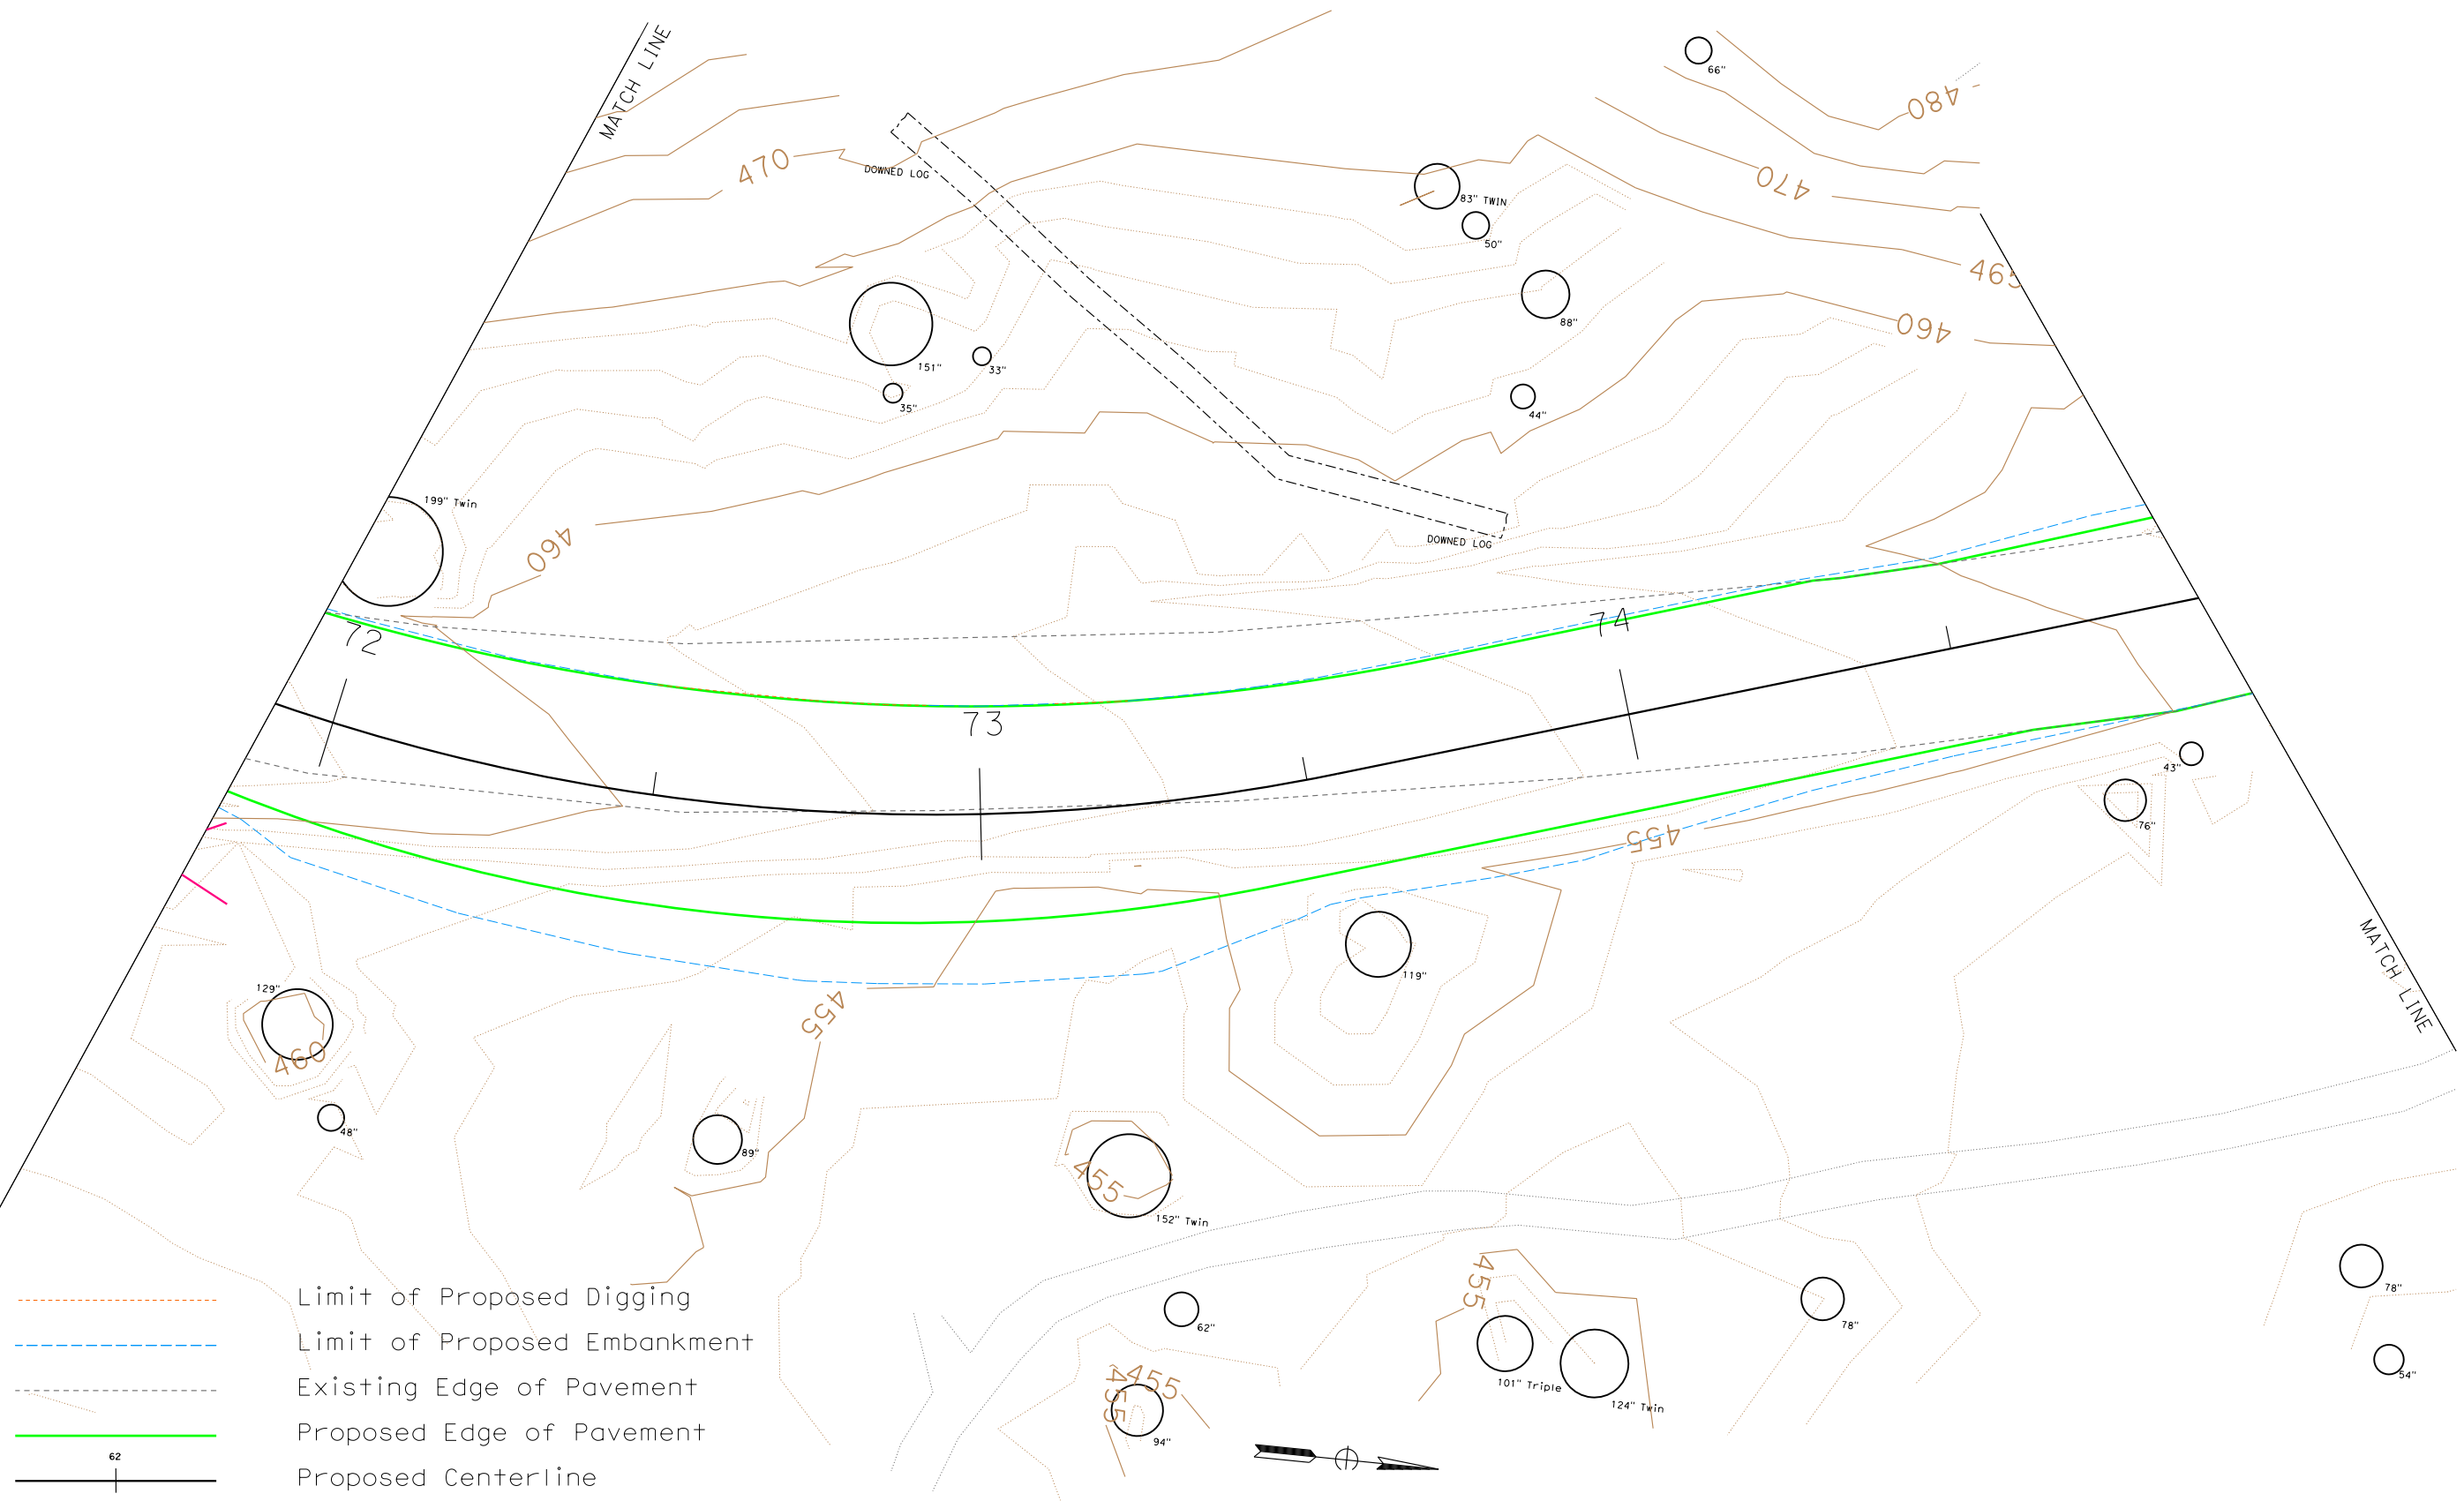 MATCH LINE
66"
480
470
470
DOWNED LOG
83" TWIN
50"
465
88"
460
151"
33"
35"
44"
199" Twin
460
DOWNED LOG
72
74
73
43"
76"
455
MATCH LINE
119"
129"
455
460
48"
89"
455
152" Twin
455
62"
78"
78"
101" Triple
124" Twin
54"
455
455
94"
Limit of Proposed Digging
Limit of Proposed Embankment
Existing Edge of Pavement
Proposed Edge of Pavement
62
Proposed Centerline